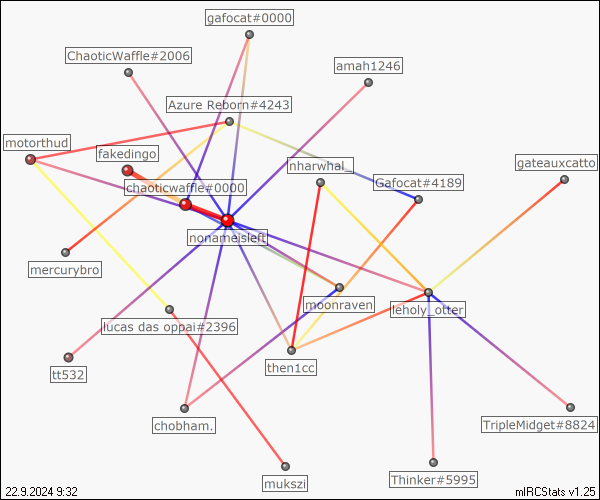 gafocat#0000
ChaoticWaffle#2006
amah1246
Azure Reborn#4243
motorthud
fakedingo
nharwhal_
gateauxcatto
chaoticwaffle#0000
Gafocat#4189
nonameisleft
mercurybro
moonraven
leholy_otter
lucas das oppai#2396
then1cc
tt532
chobham.
TripleMidget#8824
mukszi
Thinker#5995
22.9.2024 9:32
mIRCStats v1.25